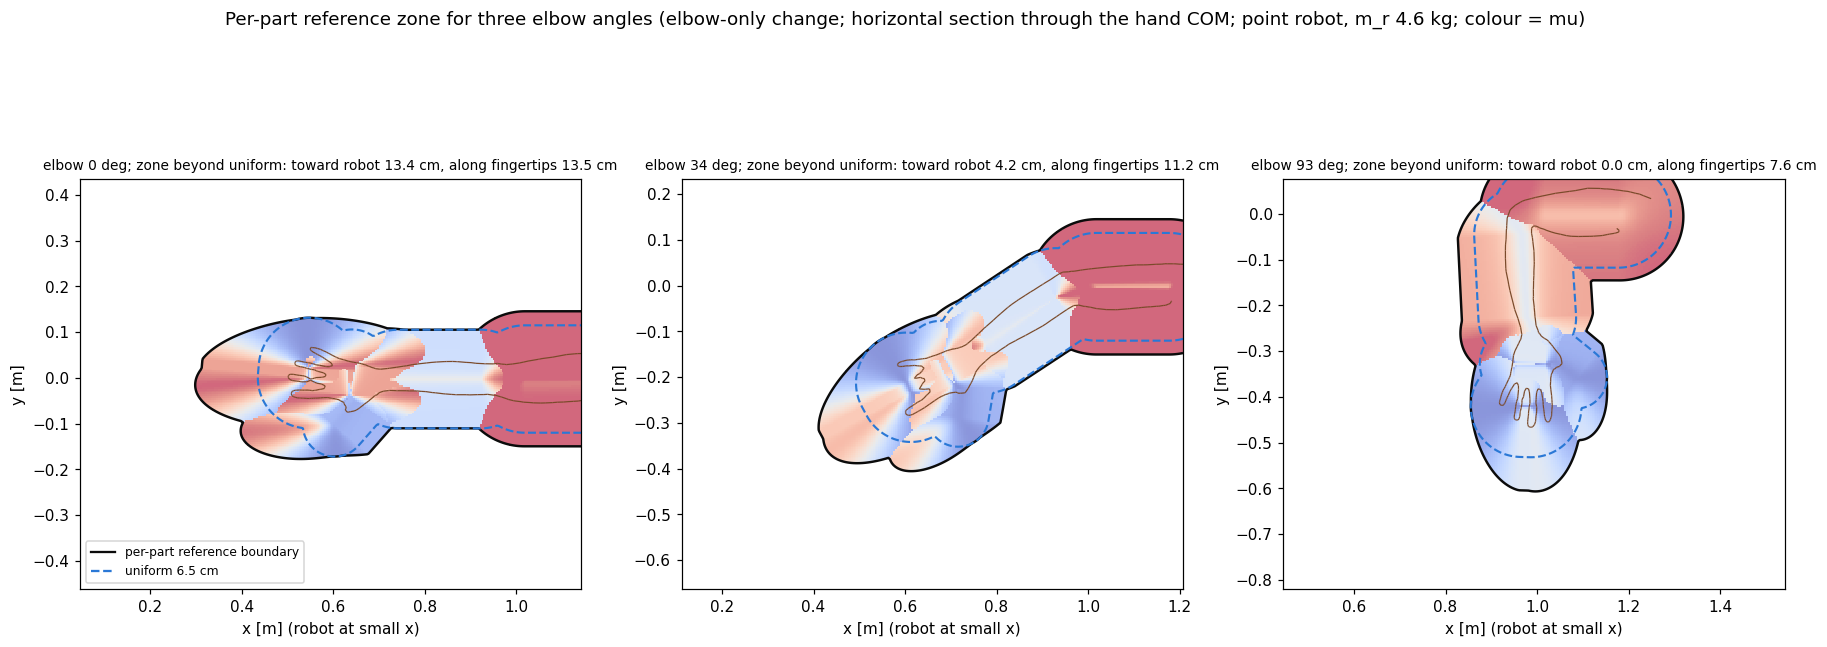 Per-part reference zone for three elbow angles (elbow-only change; horizontal section through the hand COM; point robot, m_r 4.6 kg; colour = mu)
elbow 0 deg; zone beyond uniform: toward robot 13.4 cm, along fingertips 13.5 cm
0.4
0.3
0.2
0.1
0.0
−0.1
−0.2
−0.3
−0.4
y [m]
per-part reference boundary
uniform 6.5 cm
0.2 0.4 0.6 0.8 1.0
x [m] (robot at small x)
elbow 34 deg; zone beyond uniform: toward robot 4.2 cm, along fingertips 11.2 cm
0.2
0.1
0.0
−0.1
−0.2
−0.3
−0.4
−0.5
−0.6
y [m]
0.2 0.4 0.6 0.8 1.0 1.2
x [m] (robot at small x)
elbow 93 deg; zone beyond uniform: toward robot 0.0 cm, along fingertips 7.6 cm
0.0
−0.1
−0.2
−0.3
−0.4
−0.5
−0.6
−0.7
−0.8
y [m]
0.6 0.8 1.0 1.2 1.4
x [m] (robot at small x)